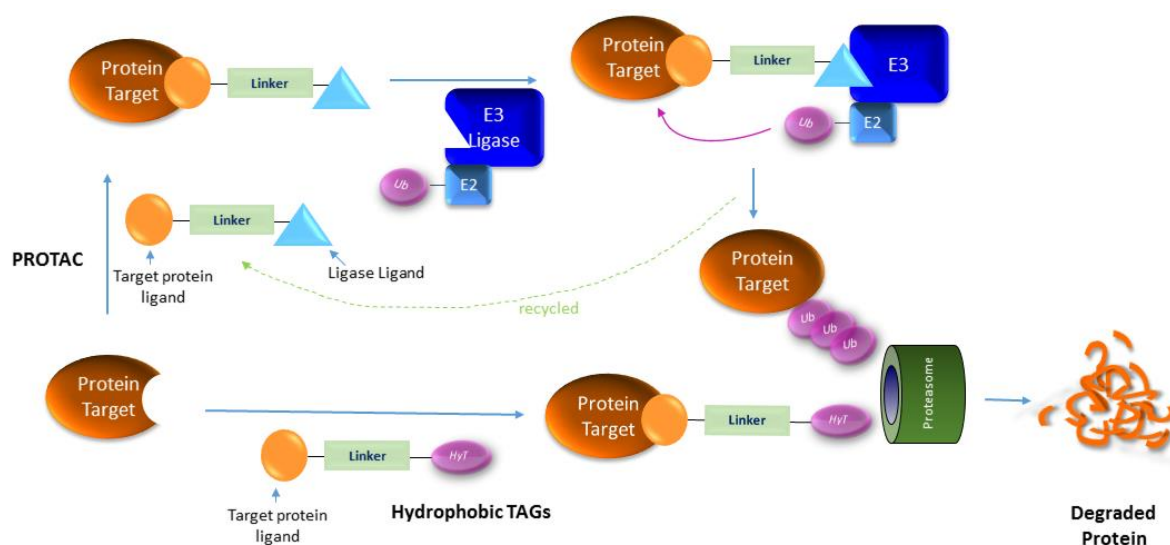 Protein
Target
Linker
E3
Ligase
Ub
E2
Protein
Target
Linker
E3
Ub
E2
PROTAC
Linker
Target protein
ligand
Ligase Ligand
recycled
Protein
Target
Ub
Ub
Ub
Protein
Target
Linker
HyT
Target protein
ligand
Hydrophobic TAGs
Protein
Target
Linker
HyT
Proteasome
Degraded
Protein